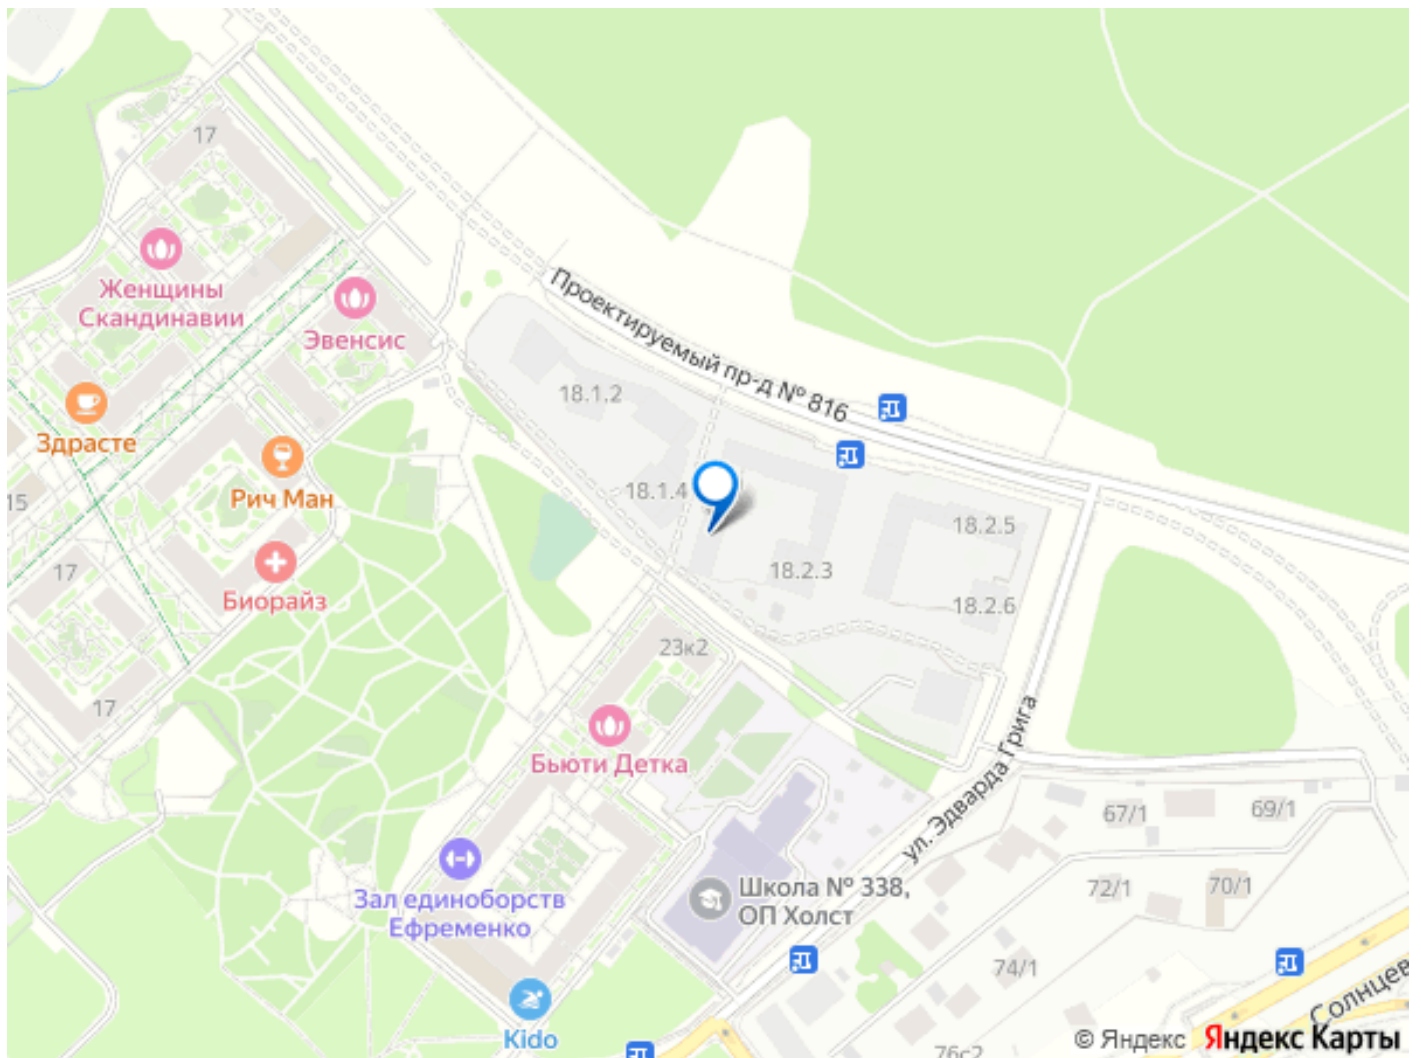 17
Женщины
Скандинавии
Эвенсис
Проектируемый пр-д № 816
18.1.2
Здрасте
Рич Ман
15
18.1.4
18.2.5
17
Биорайз
18.2.3
18.2.6
23к2
17
Бьюти Детка
ул. Эдварда Грига
67/1
69/1
Зал единоборств
Ефременко
Школа № 338,
ОП Холст
72/1
70/1
74/1
Солнцев
Kido
76с2
© Яндекс Яндекс Карты